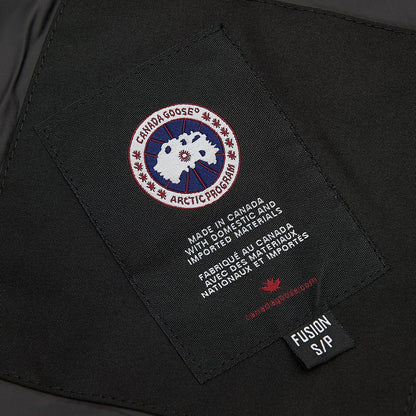 CANADA GOOSE®
ARCTIC PROGRAM
MADE IN CANADA
WITH DOMESTIC AND
IMPORTED MATERIALS
FABRIQUÉ AU CANADA
AVEC DES MATERIAUX
NATIONAUX ET IMPORTÉS
canadagoose.com
FUSION
S/P